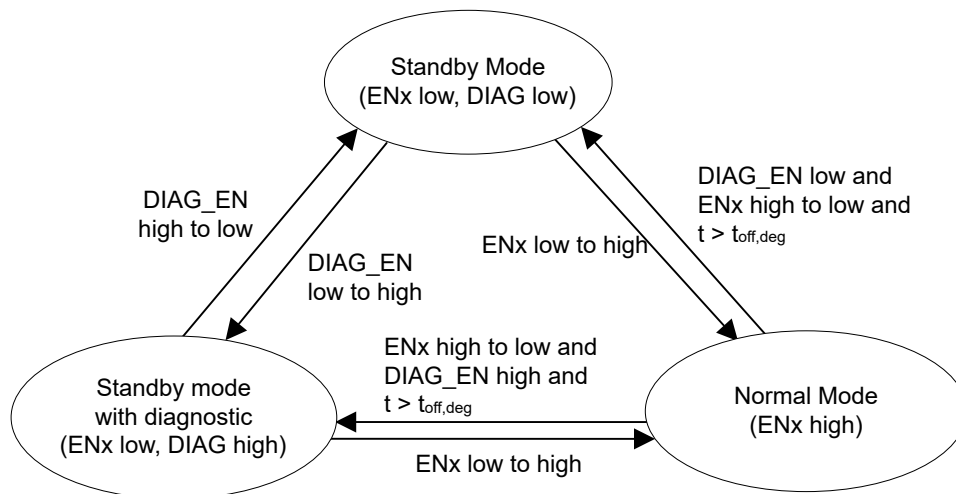 Standby Mode
(ENx low, DIAG low)
DIAG_EN
high to low
DIAG_EN
low to high
ENx low to high
DIAG_EN low and
ENx high to low and
t > toff,deg
ENx high to low and
DIAG_EN high and
t > toff,deg
Standby mode
with diagnostic
(ENx low, DIAG high)
Normal Mode
(ENx high)
ENx low to high